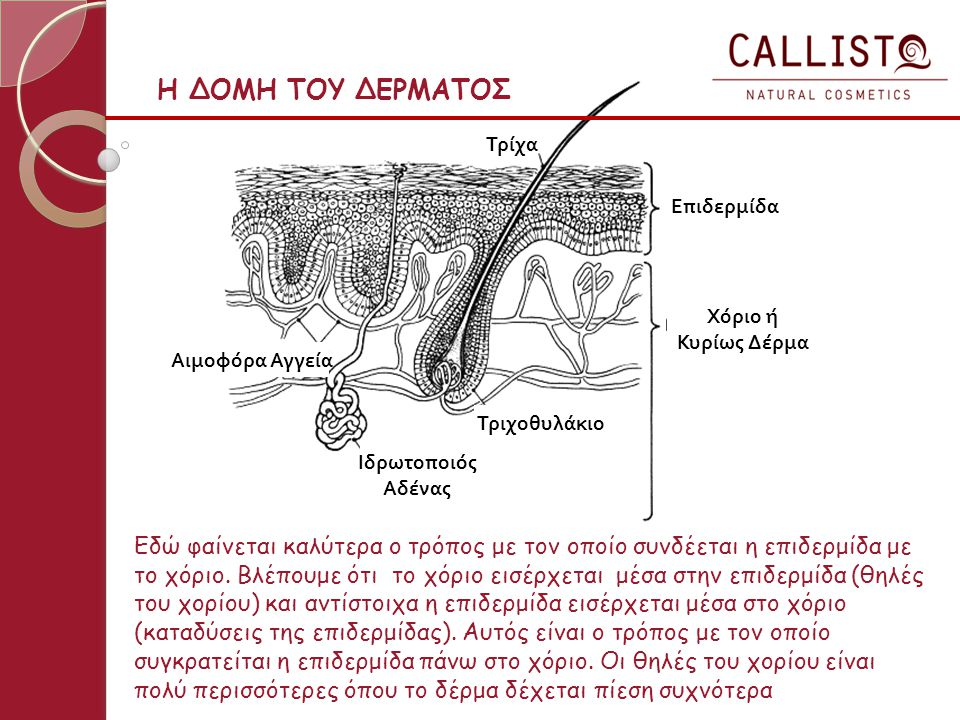 CALLISTO
NATURAL COSMETICS
Η ΔΟΜΗ ΤΟΥ ΔΕΡΜΑΤΟΣ
Τρίχα
Επιδερμίδα
Χόριο ή
Κυρίως Δέρμα
Αιμοφόρα Αγγεία
Τριχοθυλάκιο
Ιδρωτοποιός
Αδένας
Εδώ φαίνεται καλύτερα ο τρόπος με τον οποίο συνδέεται η επιδερμίδα με
το χόριο. Βλέπουμε ότι το χόριο εισέρχεται μέσα στην επιδερμίδα (θηλές
του χορίου) και αντίστοιχα η επιδερμίδα εισέρχεται μέσα στο χόριο
(καταδύσεις της επιδερμίδας). Αυτός είναι ο τρόπος με τον οποίο
συγκρατείται η επιδερμίδα πάνω στο χόριο. Οι θηλές του χορίου είναι
πολύ περισσότερες όπου το δέρμα δέχεται πίεση συχνότερα